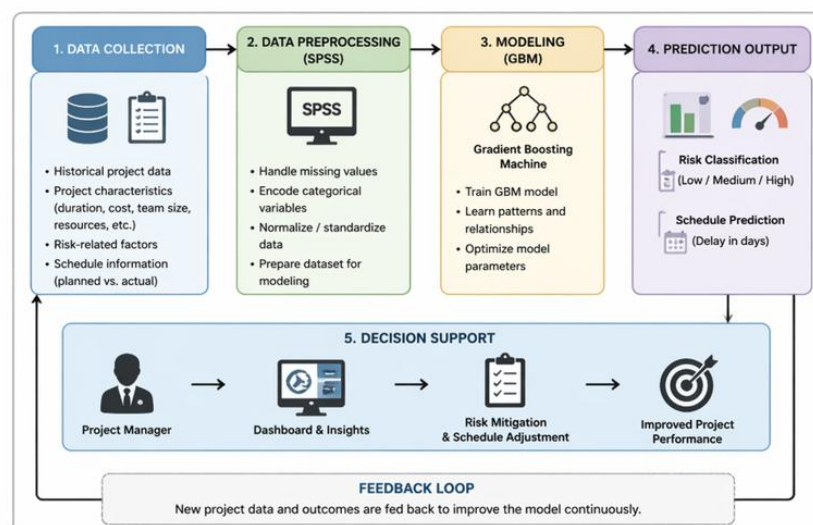 1. DATA COLLECTION
2. DATA PREPROCESSING
(SPSS)
3. MODELING
(GBM)
4. PREDICTION OUTPUT
• Historical project data
• Project characteristics
(duration, cost, team size,
resources, etc.)
• Risk-related factors
• Schedule information
(planned vs. actual)
SPSS
• Handle missing values
• Encode categorical
variables
• Normalize / standardize
data
• Prepare dataset for
modeling
Gradient Boosting
Machine
• Train GBM model
• Learn patterns and
relationships
• Optimize model
parameters
Risk Classification
(Low / Medium / High)
Schedule Prediction
(Delay in days)
5. DECISION SUPPORT
Project Manager
Dashboard & Insights
Risk Mitigation
& Schedule Adjustment
Improved Project
Performance
FEEDBACK LOOP
New project data and outcomes are fed back to improve the model continuously.